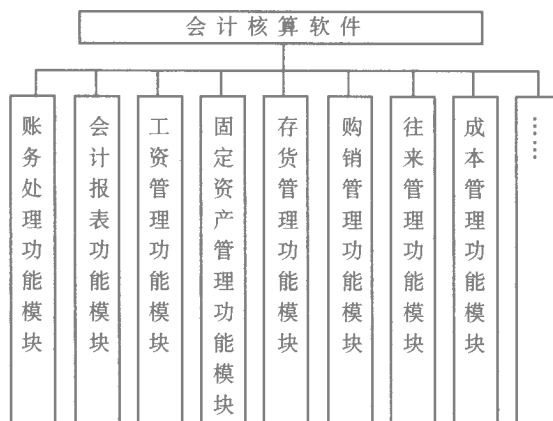 会计核算软件
账务处理功能模块
会计报表功能模块
工资管理功能模块
固定资产管理功能模块
存货管理功能模块
购销管理功能模块
往来管理功能模块
成本管理功能模块
……